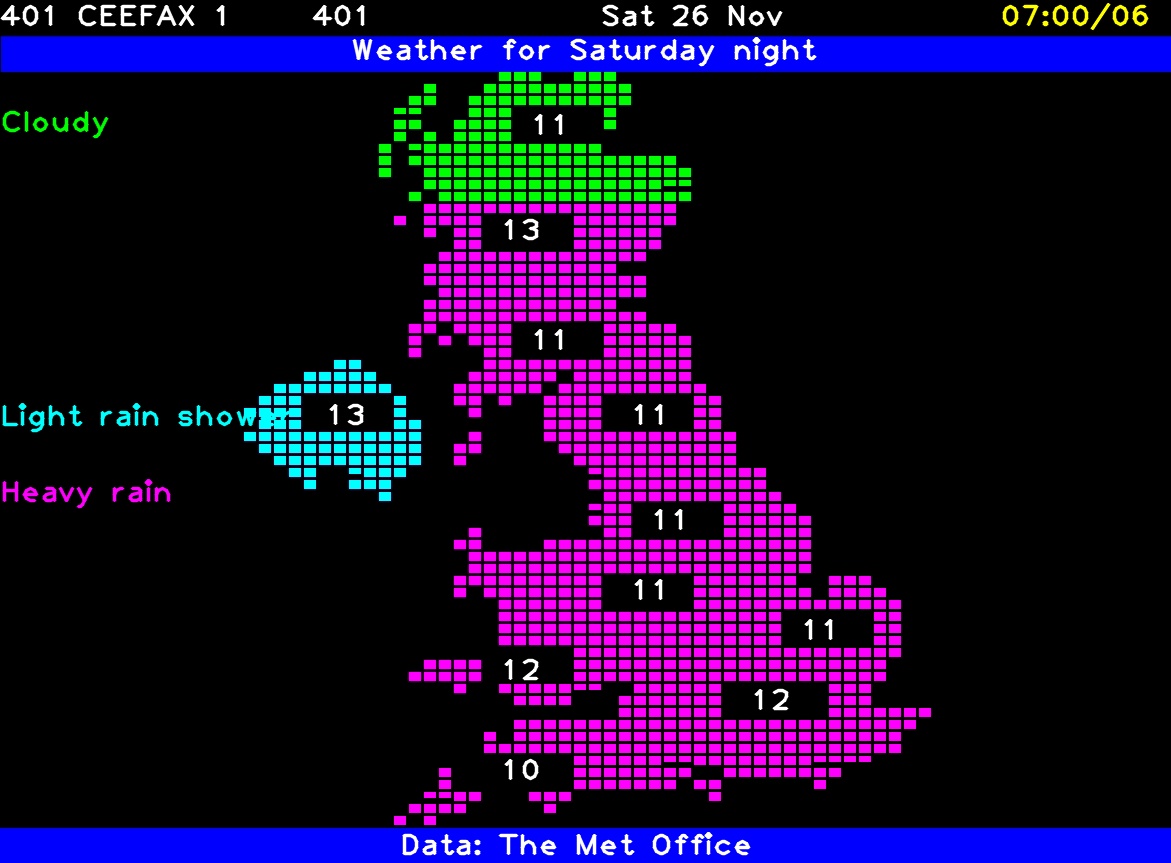 401 CEEFAX 1 401 Sat 26 Nov 07:00/06
Weather for Saturday night
Cloudy
11
13
11
Light rain shower 13 11
Heavy rain
11
11
11
12
12
10
Data: The Met Office